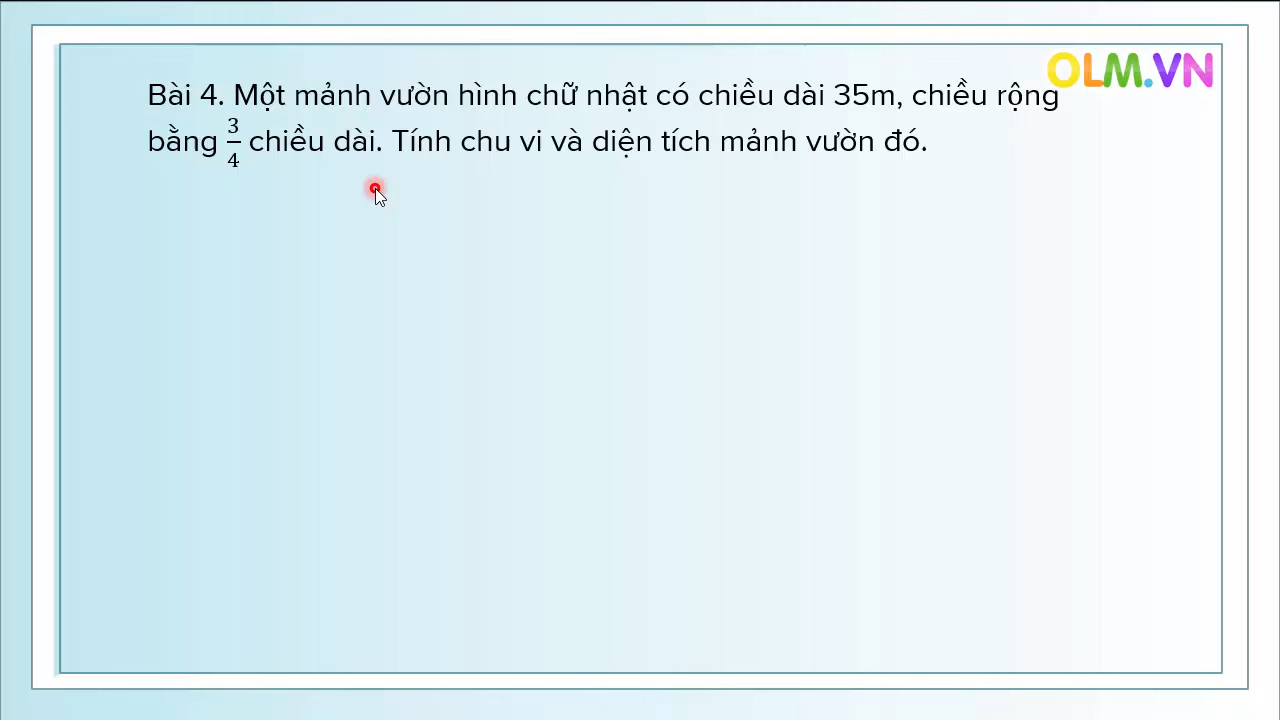 OLM.VN
Bài 4. Một mảnh vườn hình chữ nhật có chiều dài 35m, chiều rộng
bằng 3/4 chiều dài. Tính chu vi và diện tích mảnh vườn đó.